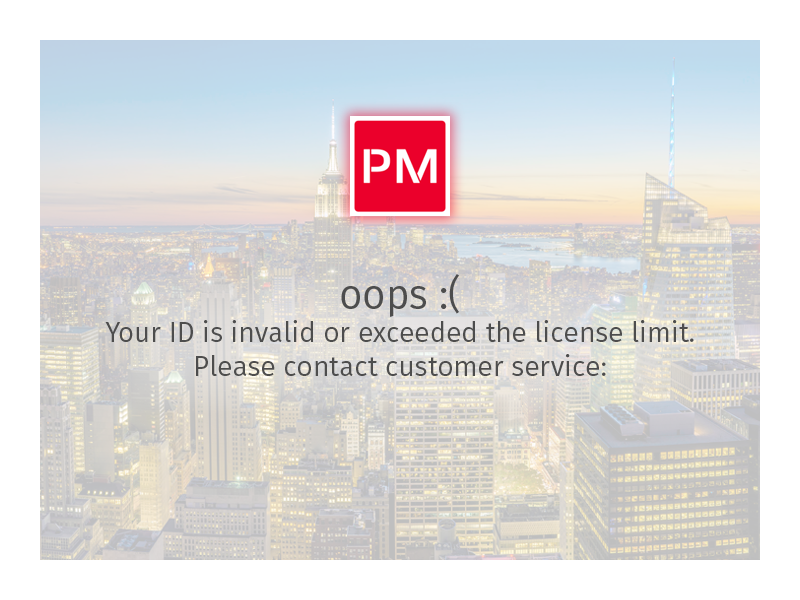 PM
oops :(
Your ID is invalid or exceeded the license limit.
Please contact customer service: